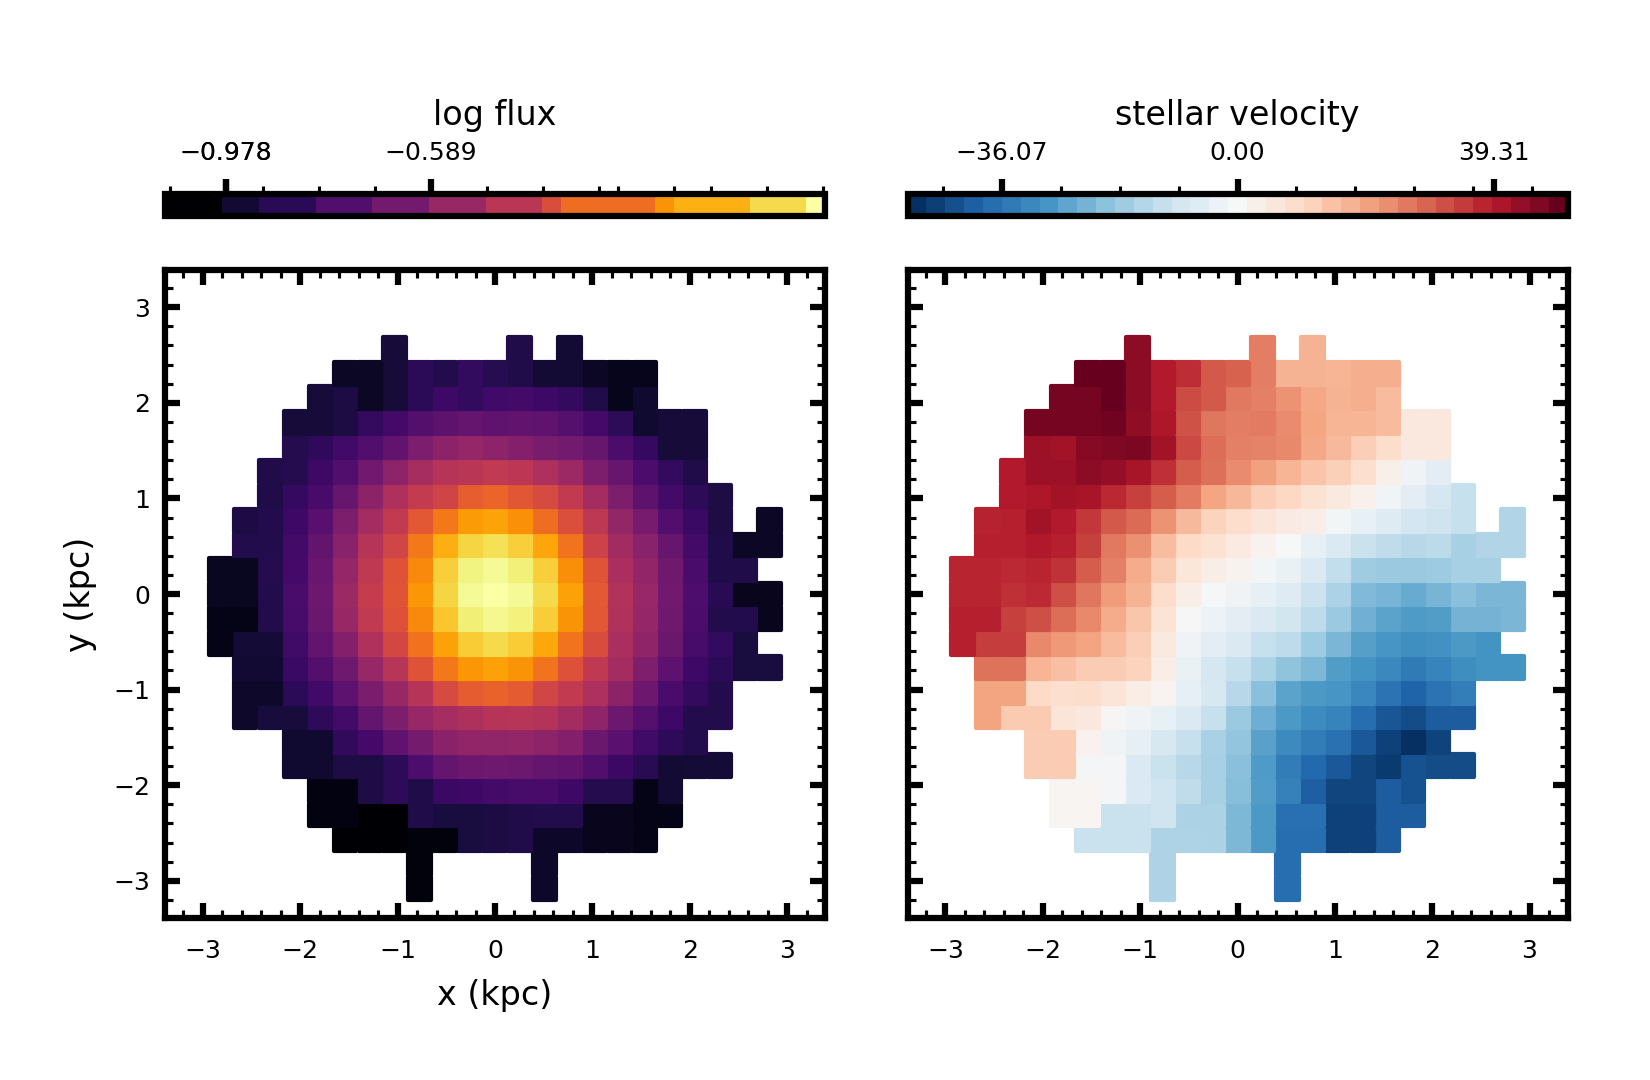 log flux
−0.978 −0.589
stellar velocity
−36.07 0.00 39.31
y (kpc)
3
2
1
0
−1
−2
−3
−3 −2 −1 0 1 2 3
x (kpc)
−3 −2 −1 0 1 2 3